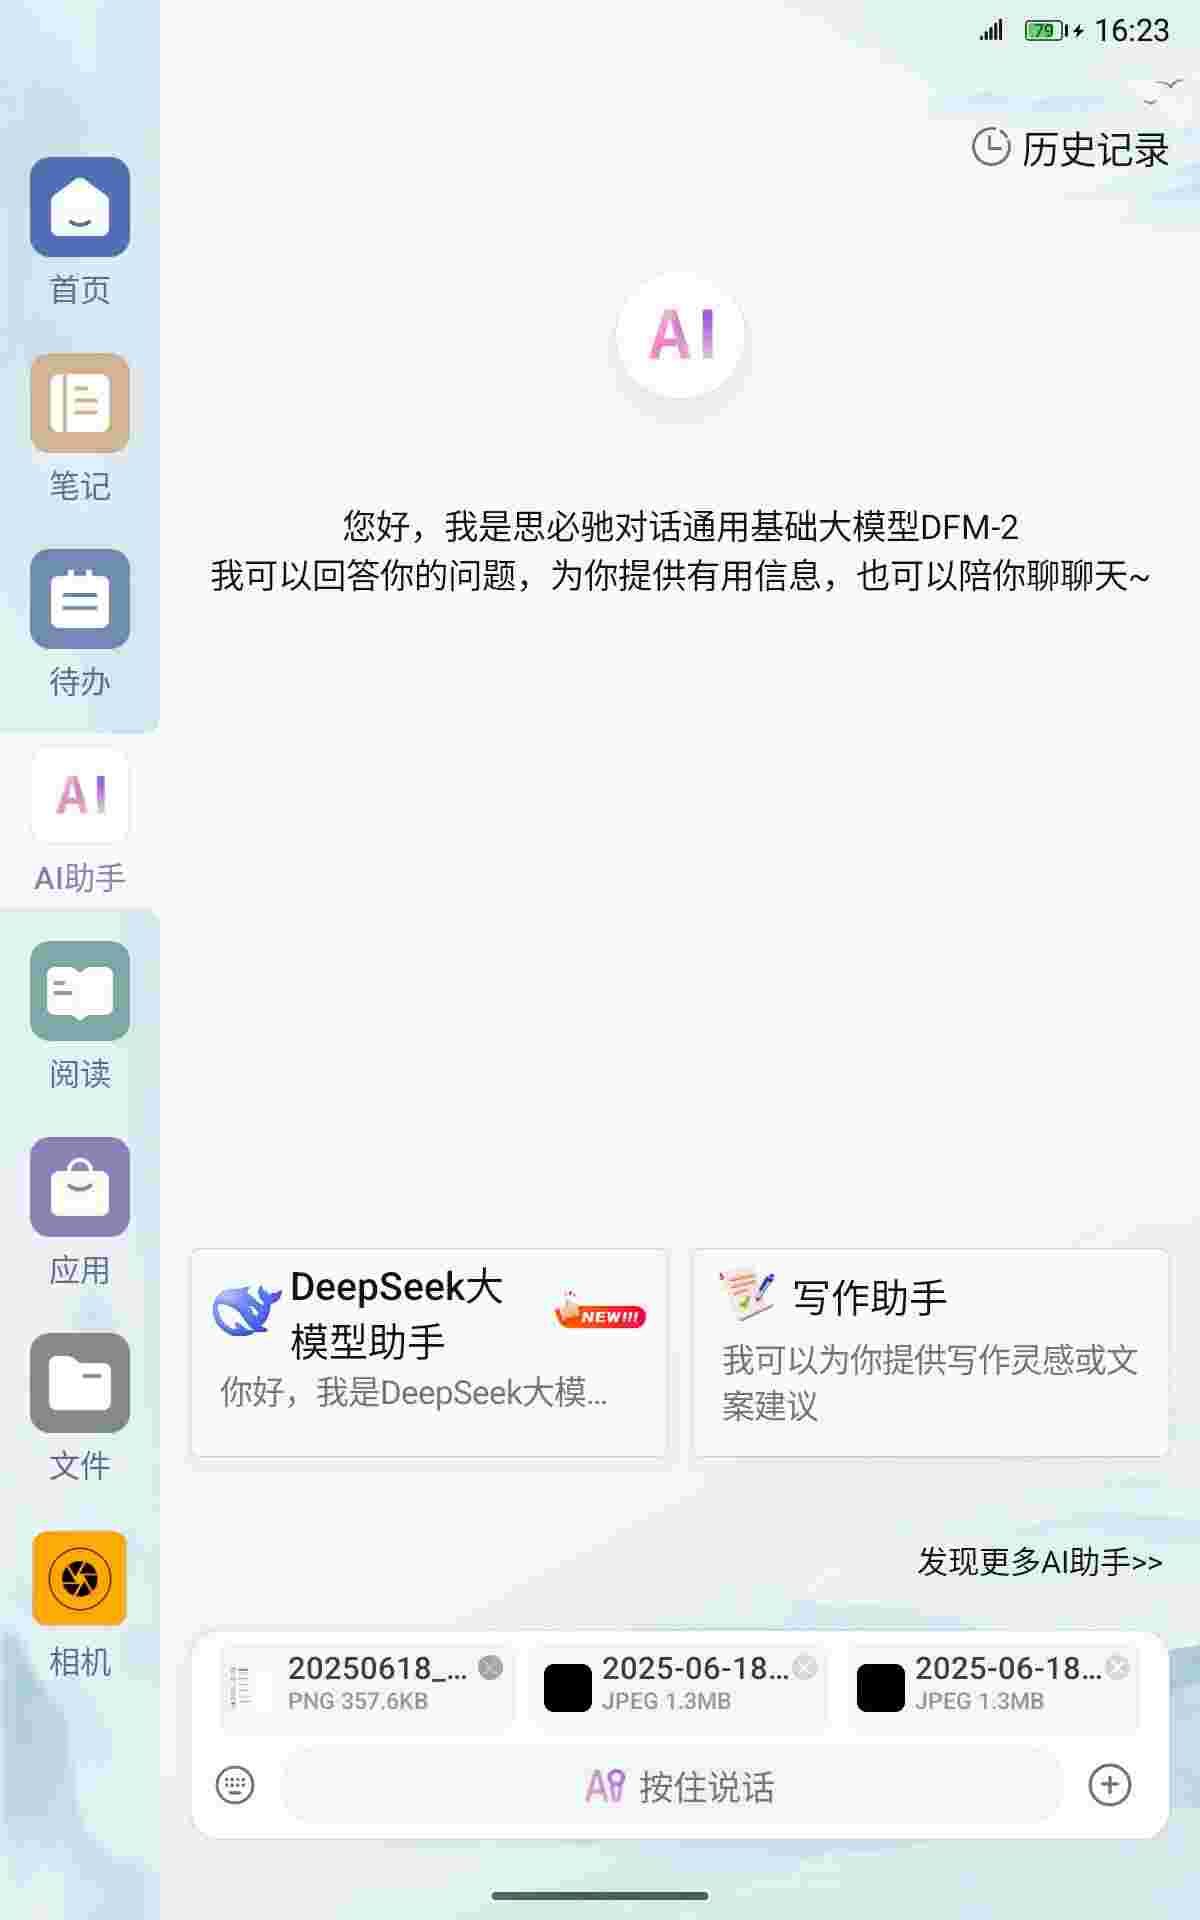 79 16:23
历史记录
首页
笔记
待办
AI
AI助手
阅读
应用
文件
相机
AI
您好，我是思必驰对话通用基础大模型DFM-2
我可以回答你的问题，为你提供有用信息，也可以陪你聊聊天~
DeepSeek大
模型助手
NEW!!!
你好，我是DeepSeek大模...
写作助手
我可以为你提供写作灵感或文
案建议
发现更多AI助手>>
20250618_...
PNG 357.6KB
2025-06-18...
JPEG 1.3MB
2025-06-18...
JPEG 1.3MB
按住说话